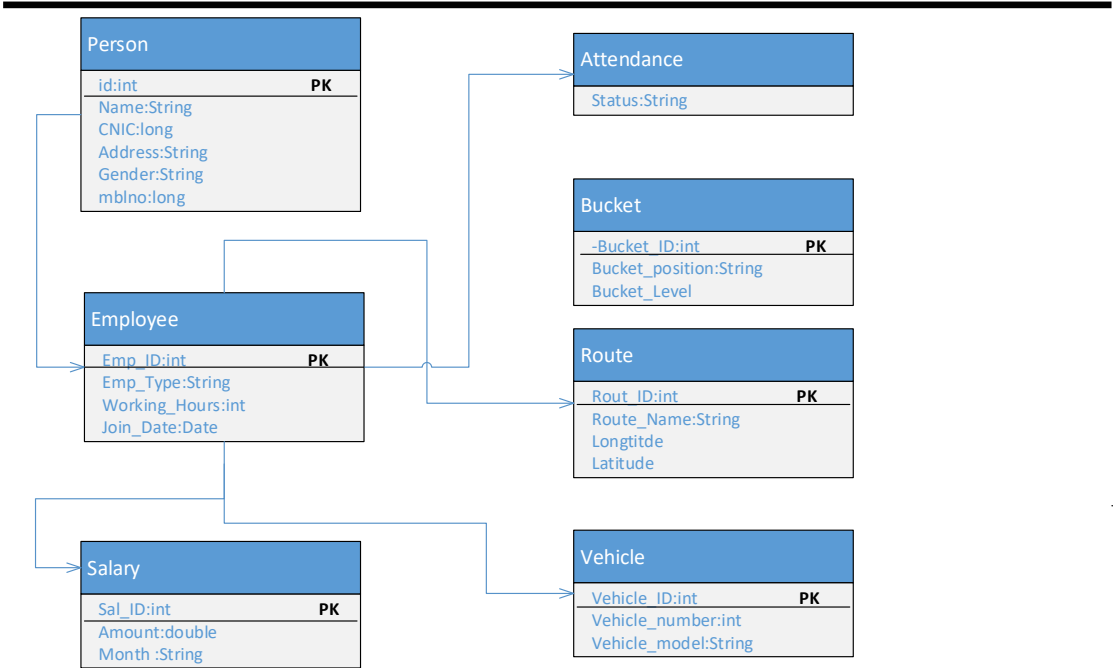 Person
id:int PK
Name:String
CNIC:long
Address:String
Gender:String
mblno:long
Attendance
Status:String
Bucket
-Bucket_ID:int PK
Bucket_position:String
Bucket_Level
Employee
Emp_ID:int PK
Emp_Type:String
Working_Hours:int
Join_Date:Date
Route
Rout_ID:int PK
Route_Name:String
Longtitde
Latitude
Salary
Sal_ID:int PK
Amount:double
Month :String
Vehicle
Vehicle_ID:int PK
Vehicle_number:int
Vehicle_model:String